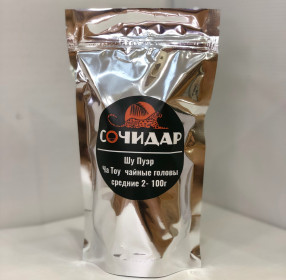 СОЧИДАР
Шу Пуэр
Ча Тоу чайные головы
средние 2- 100г